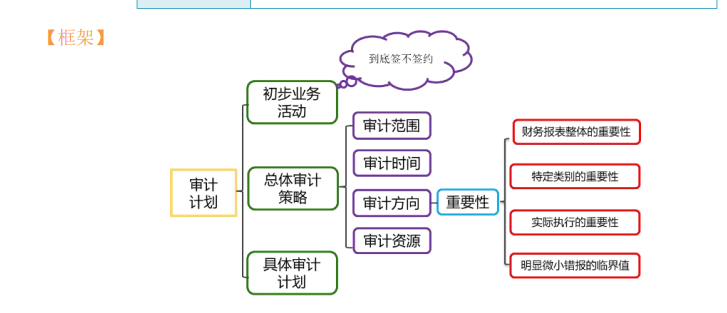 【框架】
到底签不签约
初步业务
活动
审计
计划
总体审计
策略
具体审计
计划
审计范围
审计时间
审计方向
审计资源
重要性
财务报表整体的重要性
特定类别的重要性
实际执行的重要性
明显微小错报的临界值